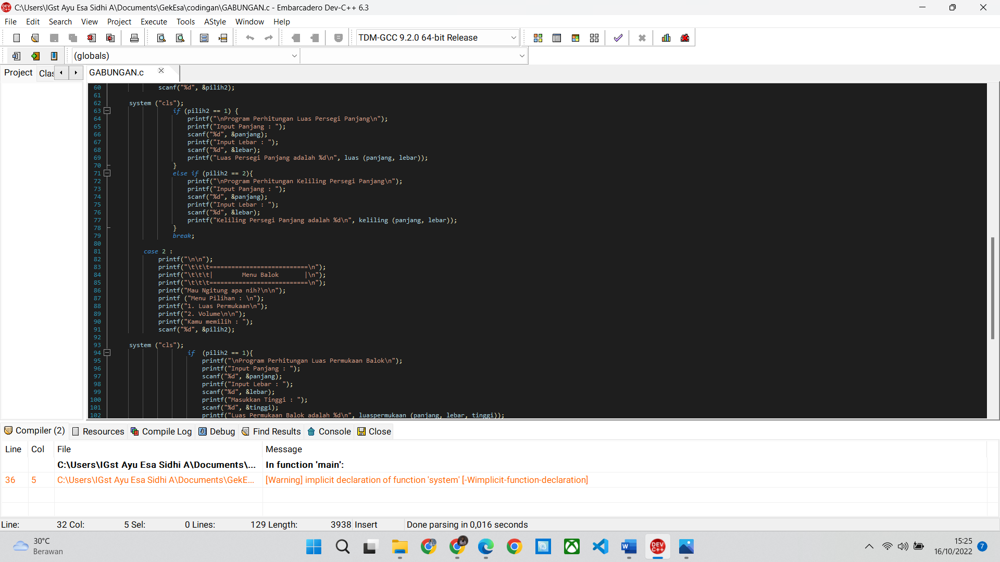 C:\Users\IGst Ayu Esa Sidhi A\Documents\GekEsa\codingan\GABUNGAN.c - Embarcadero Dev-C++ 6.3
File Edit Search View Project Execute Tools AStyle Window Help
TDM-GCC 9.2.0 64-bit Release
(globals)
Project Clas GABUNGAN.c
60 scanf("%d", &pilih2);
61
62 system ("cls");
63 if (pilih2 == 1) {
64 printf("\nProgram Perhitungan Luas Persegi Panjang\n");
65 printf("Input Panjang : ");
66 scanf("%d", &panjang);
67 printf("Input Lebar : ");
68 scanf("%d", &lebar);
69 printf("Luas Persegi Panjang adalah %d\n", luas (panjang, lebar));
70 }
71 else if (pilih2 == 2){
72 printf("\nProgram Perhitungan Keliling Persegi Panjang\n");
73 printf("Input Panjang : ");
74 scanf("%d", &panjang);
75 printf("Input Lebar : ");
76 scanf("%d", &lebar);
77 printf("Keliling Persegi Panjang adalah %d\n", keliling (panjang, lebar));
78 }
79 break;
80
81 case 2 :
82 printf("\n\n");
83 printf("\t\t\t===========================\n");
84 printf("\t\t\t|        Menu Balok       |\n");
85 printf("\t\t\t===========================\n");
86 printf("Mau Ngitung apa nih?\n\n");
87 printf ("Menu Pilihan : \n");
88 printf("1. Luas Permukaan\n");
89 printf("2. Volume\n\n");
90 printf("Kamu memilih : ");
91 scanf("%d", &pilih2);
92
93 system ("cls");
94 if  (pilih2 == 1){
95 printf("\nProgram Perhitungan Luas Permukaan Balok\n");
96 printf("Input Panjang : ");
97 scanf("%d", &panjang);
98 printf("Input Lebar : ");
99 scanf("%d", &lebar);
100 printf("Masukkan Tinggi : ");
101 scanf("%d", &tinggi);
102 printf("Luas Permukaan Balok adalah %d\n", luaspermukaan (panjang, lebar, tinggi));
Compiler (2) Resources Compile Log Debug Find Results Console Close
Line Col File Message
C:\Users\IGst Ayu Esa Sidhi A\Documents\... In function 'main':
36 5 C:\Users\IGst Ayu Esa Sidhi A\Documents\GekE... [Warning] implicit declaration of function 'system' [-Wimplicit-function-declaration]
Line: 32 Col: 5 Sel: 0 Lines: 129 Length: 3938 Insert Done parsing in 0,016 seconds
30°C
Berawan
DEV
C++
15:25
16/10/2022
7